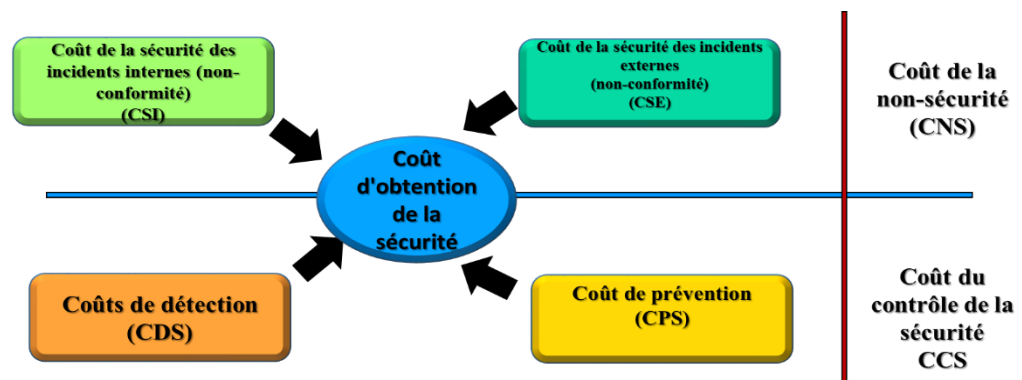 Coût de la sécurité des
incidents internes (non-
conformité)
(CSI)
Coût de la sécurité des incidents
externes
(non-conformité)
(CSE)
Coût de la
non-sécurité
(CNS)
Coût
d'obtention
de la
sécurité
Coûts de détection
(CDS)
Coût de prévention
(CPS)
Coût du
contrôle de la
sécurité
CCS